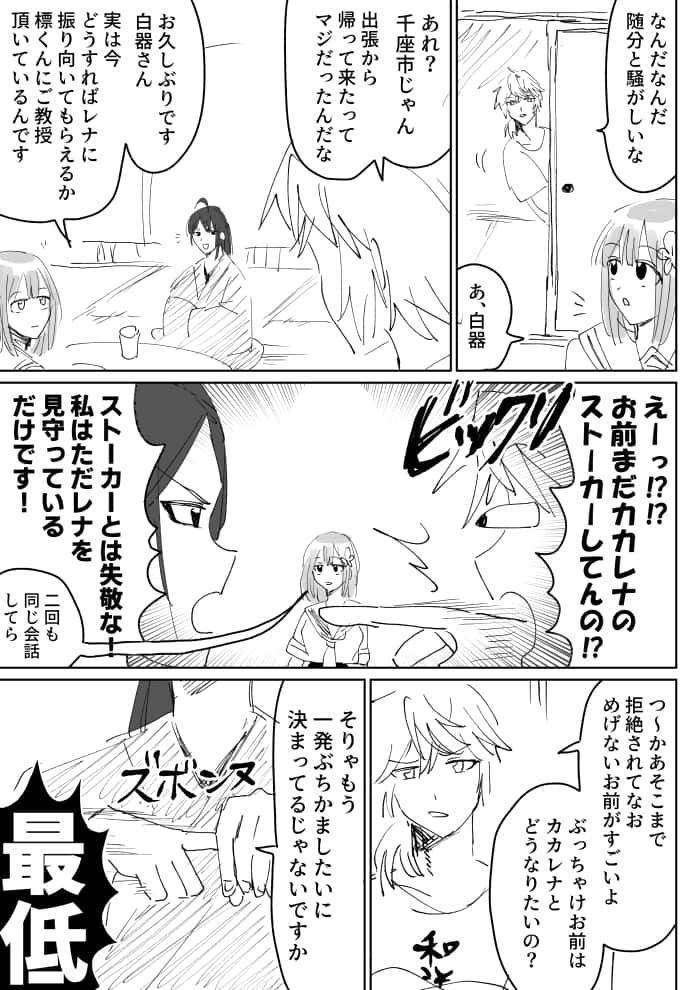 なんだなんだ
随分と騒がしいな
あ、白器
あれ？
千座市じゃん
出張から
帰って来たって
マジだったんだな
お久しぶりです
白器さん
実は今
どうすればレナに
振り向いてもらえるか
標くんにご教授
頂いているんです
えーっ!?!?
お前まだカカレナの
ストーカーしてんの!?
ビックリ
ストーカーとは失敬な！
私はただレナを
見守っている
だけです！
二回も
同じ会話
してら
つ〜かあそこまで
拒絶されてなお
めげないお前がすごいよ
ぶっちゃけお前は
カカレナと
どうなりたいの？
そりゃもう
一発ぶちかましたいに
決まってるじゃないですか
ズボンヌ
最低